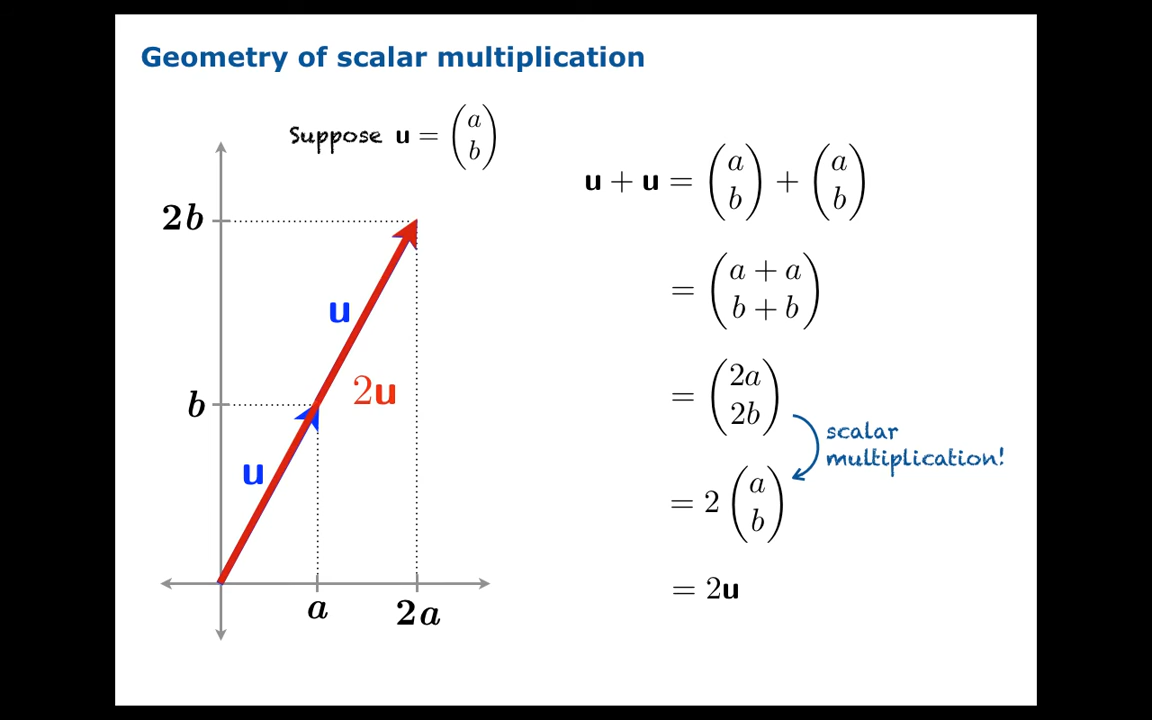 Geometry of scalar multiplication
Suppose u = (a b)
u + u = (a b) + (a b)
= (a + a b + b)
= (2a 2b)
scalar
multiplication!
= 2 (a b)
= 2u
2b
u
2u
b
u
a
2a